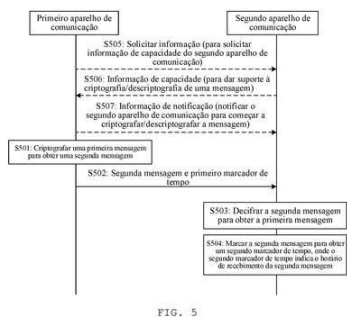 Primeiro aparelho de
comunicação
Segundo aparelho de
comunicação
S505: Solicitar informação (para solicitar
informação de capacidade do segundo aparelho de
comunicação)
S506: Informação de capacidade (para dar suporte à
criptografia/descriptografia de uma mensagem)
S507: Informação de notificação (notificar o
segundo aparelho de comunicação para começar a
criptografar/descriptografar a mensagem)
S501: Criptografar uma primeira mensagem
para obter uma segunda mensagem
S502: Segunda mensagem e primeiro marcador de
tempo
S503: Decifrar a segunda mensagem
para obter a primeira mensagem
S504: Marcar a segunda mensagem para obter
um segundo marcador de tempo, onde o
segundo marcador de tempo indica o horário
de recebimento da segunda mensagem
FIG. 5